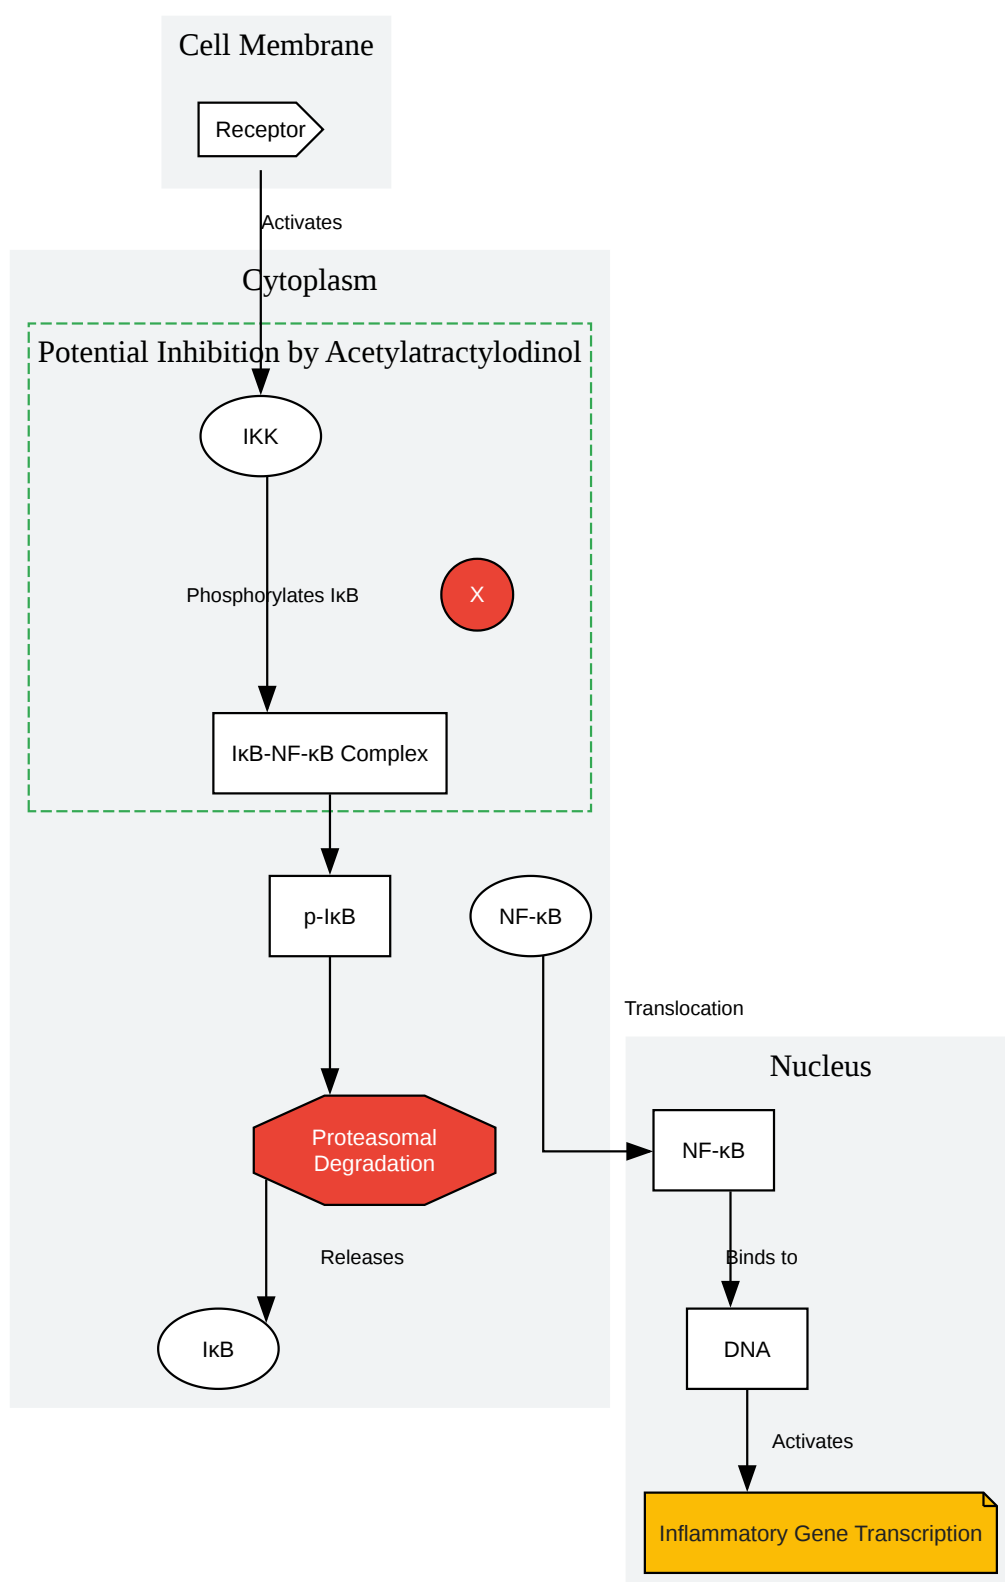 Cell Membrane
Receptor
Activates
Cytoplasm
Potential Inhibition by Acetylatractylodinol
IKK
Phosphorylates IκB
X
IκB-NF-κB Complex
p-IκB
NF-κB
Translocation
Nucleus
Proteasomal
Degradation
NF-κB
Releases
Binds to
IκB
DNA
Activates
Inflammatory Gene Transcription